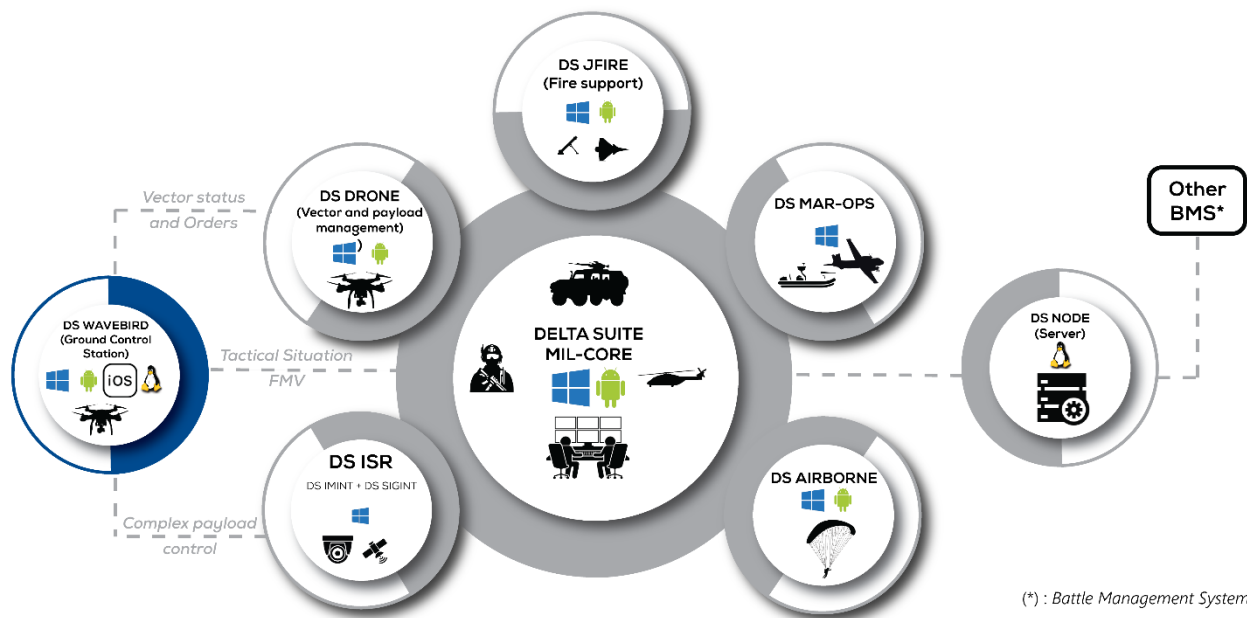 DS JFIRE
(Fire support)
Vector status
and Orders
DS DRONE
(Vector and payload
management)
)
DS MAR-OPS
Other
BMS*
DS WAVEBIRD
(Ground Control
Station)
iOS
Tactical Situation
FMV
DELTA SUITE
MIL-CORE
DS NODE
(Server)
DS ISR
DS IMINT + DS SIGINT
Complex payload
control
DS AIRBORNE
(*) : Battle Management System